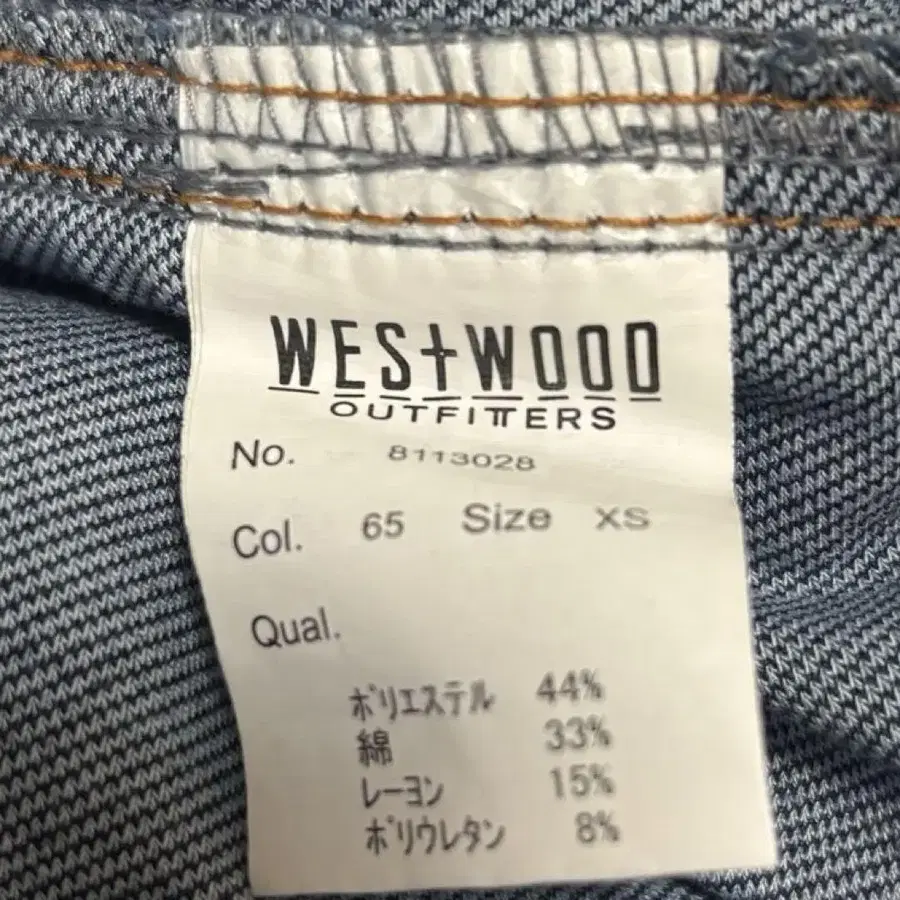 WESTWOOD
OUTFITTERS
No. 8113028
Col. 65 Size XS
Qual.
ポリエステル 44%
綿 33%
レーヨン 15%
ポリウレタン 8%